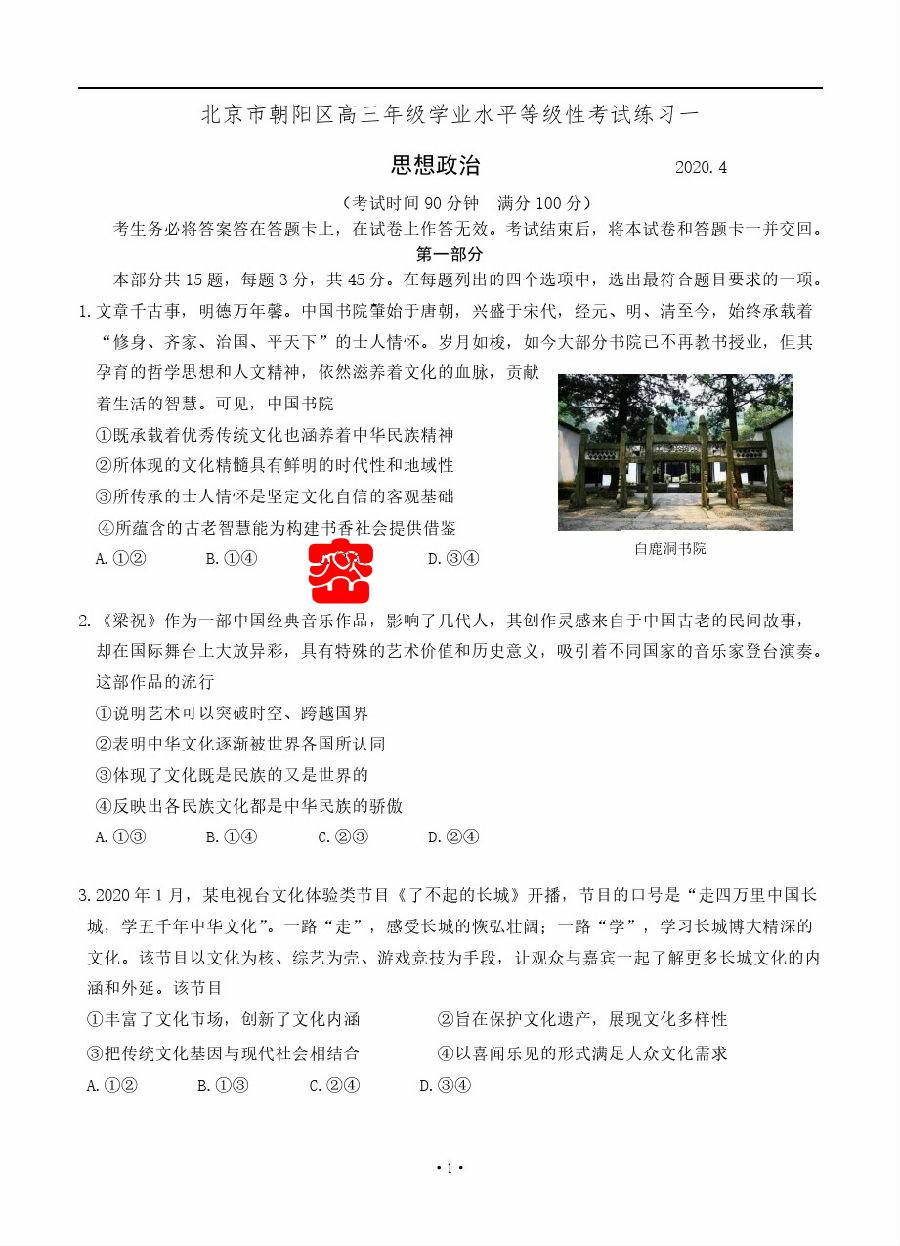 北京市朝阳区高三年级学业水平等级性考试练习一
思想政治 2020.4
（考试时间 90 分钟 满分 100 分）
考生务必将答案答在答题卡上，在试卷上作答无效。考试结束后，将本试卷和答题卡一并交回。
第一部分
本部分共 15 题，每题 3 分，共 45 分。在每题列出的四个选项中，选出最符合题目要求的一项。
1. 文章千古事，明德万年馨。中国书院肇始于唐朝，兴盛于宋代，经元、明、清至今，始终承载着
“修身、齐家、治国、平天下”的士人情怀。岁月如梭，如今大部分书院已不再教书授业，但其
孕育的哲学思想和人文精神，依然滋养着文化的血脉，贡献
着生活的智慧。可见，中国书院
①既承载着优秀传统文化也涵养着中华民族精神
②所体现的文化精髓具有鲜明的时代性和地域性
③所传承的士人情怀是坚定文化自信的客观基础
④所蕴含的古老智慧能为构建书香社会提供借鉴
A. ①② B. ①④ D. ③④
白鹿洞书院
2. 《梁祝》作为一部中国经典音乐作品，影响了几代人，其创作灵感来自于中国古老的民间故事，
却在国际舞台上大放异彩，具有特殊的艺术价值和历史意义，吸引着不同国家的音乐家登台演奏。
这部作品的流行
①说明艺术可以突破时空、跨越国界
②表明中华文化逐渐被世界各国所认同
③体现了文化既是民族的又是世界的
④反映出各民族文化都是中华民族的骄傲
A. ①③ B. ①④ C. ②③ D. ②④
3. 2020 年 1 月，某电视台文化体验类节目《了不起的长城》开播，节目的口号是“走四万里中国长
城，学五千年中华文化”。一路“走”，感受长城的恢弘壮阔；一路“学”，学习长城博大精深的
文化。该节目以文化为核、综艺为壳、游戏竞技为手段，让观众与嘉宾一起了解更多长城文化的内
涵和外延。该节目
①丰富了文化市场，创新了文化内涵 ②旨在保护文化遗产，展现文化多样性
③把传统文化基因与现代社会相结合 ④以喜闻乐见的形式满足人众文化需求
A. ①② B. ①③ C. ②④ D. ③④
• 1 •